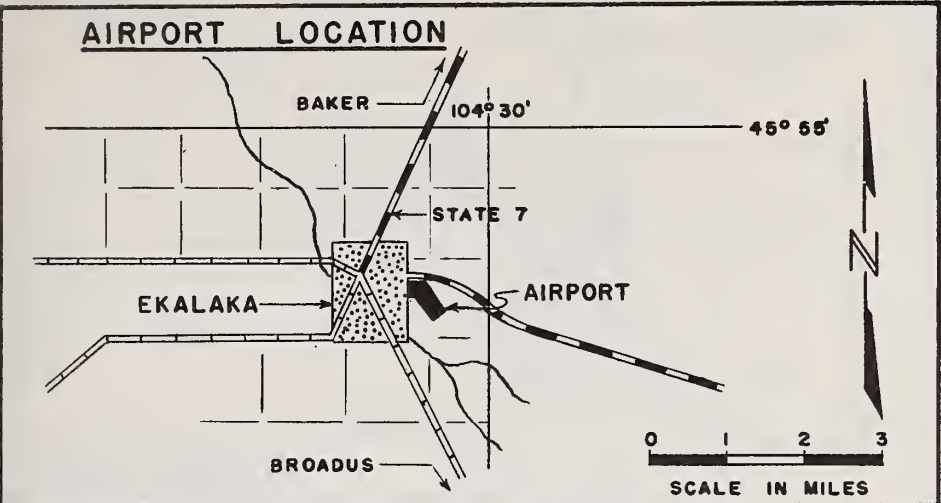 AIRPORT LOCATION
BAKER
104° 30'
45° 55'
STATE 7
N
EKALAKA
AIRPORT
BROADUS
0 1 2 3
SCALE IN MILES